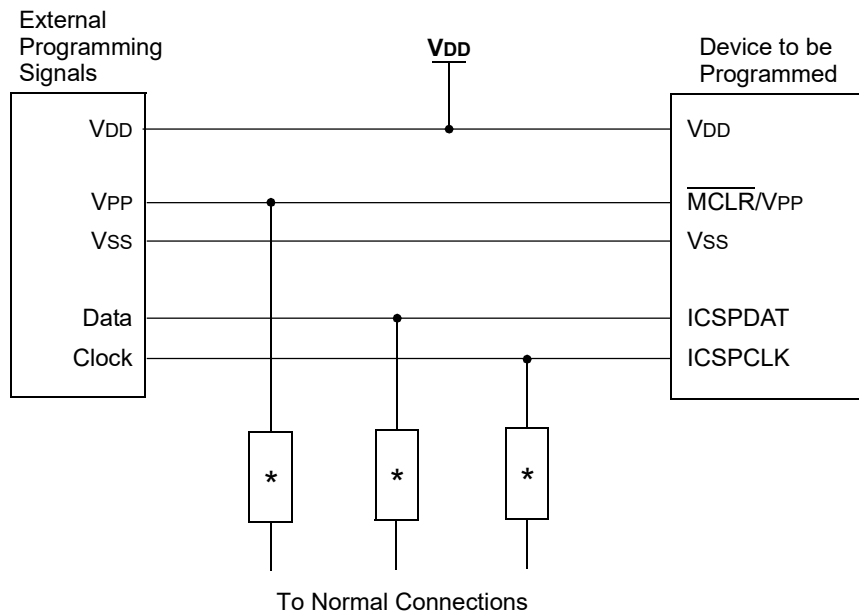 External
Programming
Signals
VDD
Device to be
Programmed
VDD
VDD
VPP
MCLR/VPP
VSS
VSS
Data
ICSPDAT
Clock
ICSPCLK
*
*
*
To Normal Connections